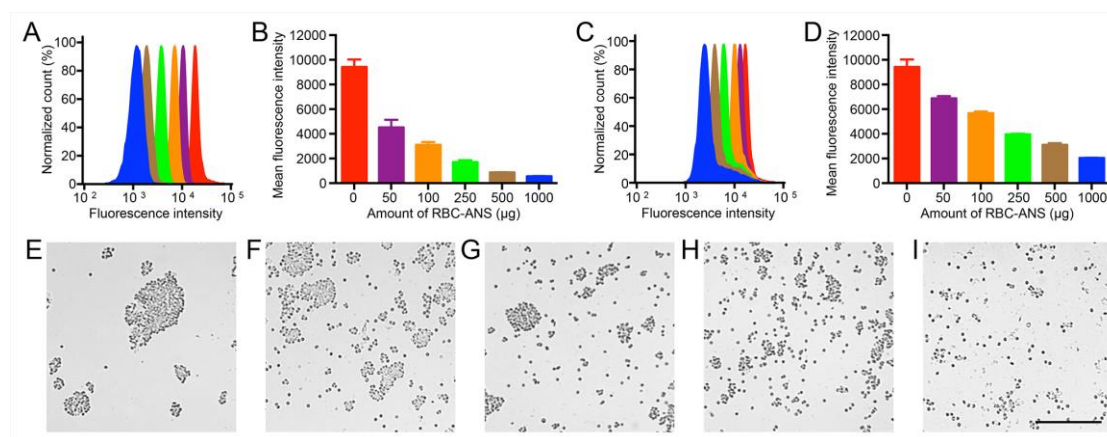 A
Normalized count (%)
100
80
60
40
20
0
10 2
10 3
10 4
10 5
Fluorescence intensity
B
Mean fluorescence intensity
12000
10000
8000
6000
4000
2000
0
0 50 100 250 500 1000
Amount of RBC-ANS (µg)
C
Normalized count (%)
100
80
60
40
20
0
10 2
10 3
10 4
10 5
Fluorescence intensity
D
Mean fluorescence intensity
12000
10000
8000
6000
4000
2000
0
0 50 100 250 500 1000
Amount of RBC-ANS (µg)
E
F
G
H
I